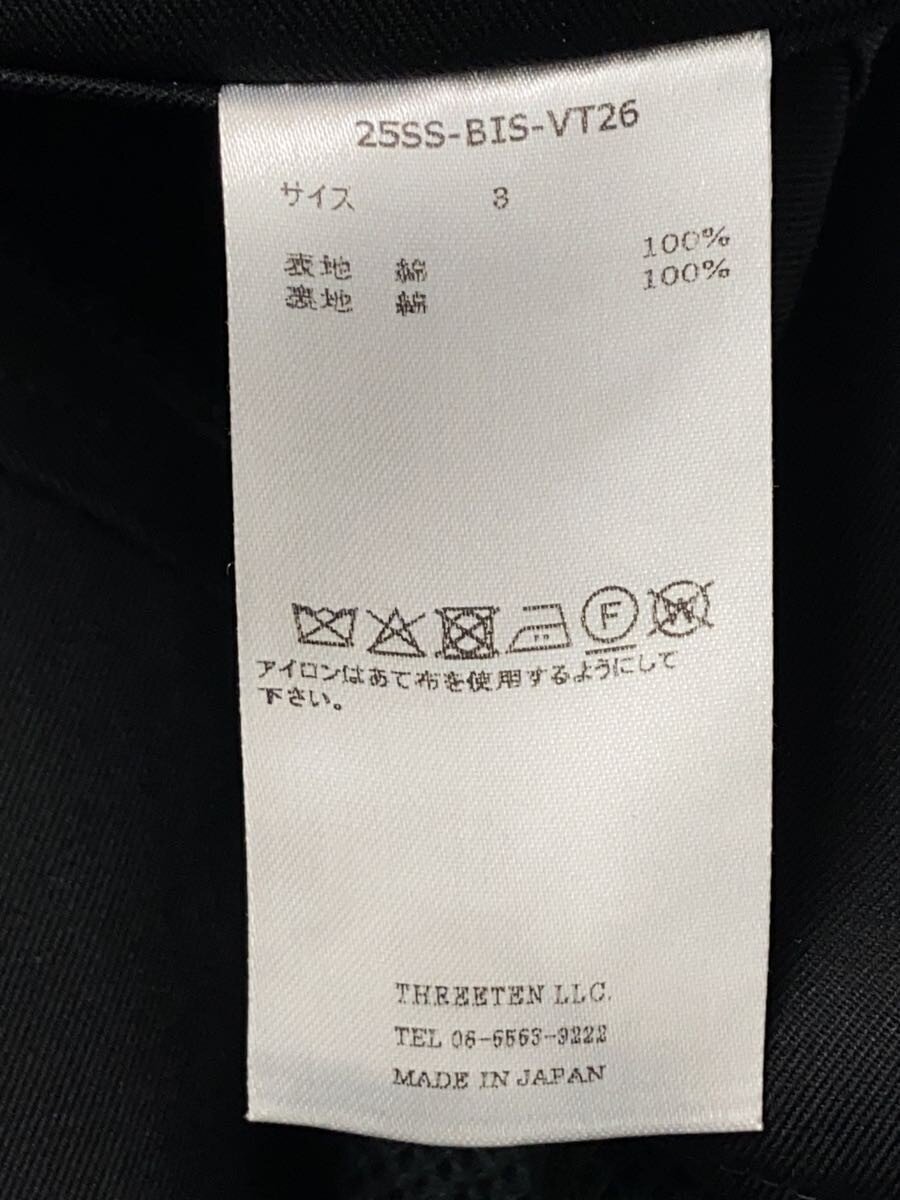 25SS-BIS-VT26
サイズ 3
表地 綿 100%
裏地 綿 100%
F
W
アイロンはあて布を使用するようにして
下さい。
THREETEN LLC.
TEL 06-6563-9222
MADE IN JAPAN